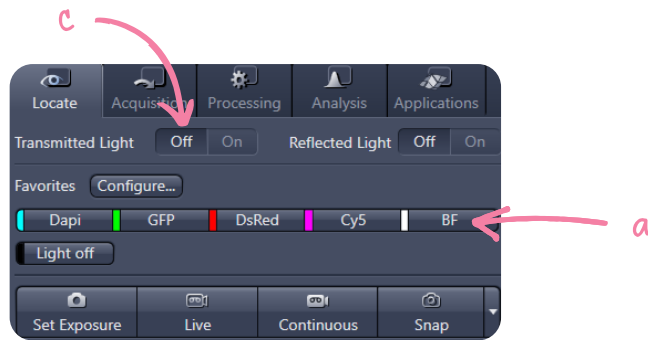 c
Locate Acquisition Processing Analysis Applications
Transmitted Light Off On Reflected Light Off On
Favorites Configure...
Dapi GFP DsRed Cy5 BF
a
Light off
Set Exposure Live Continuous Snap